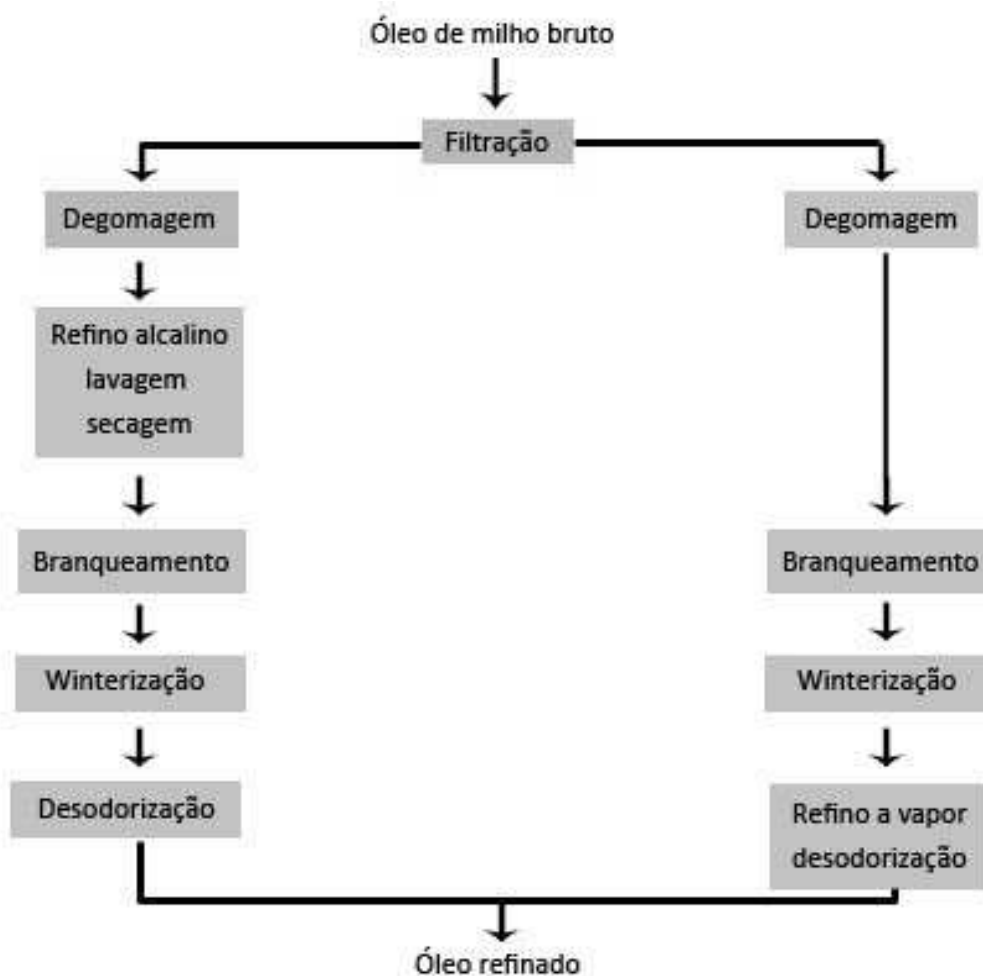 Óleo de milho bruto
Filtração
Degomagem
Refino alcalino
lavagem
secagem
Branqueamento
Winterização
Desodorização
Degomagem
Branqueamento
Winterização
Refino a vapor
desodorização
Óleo refinado